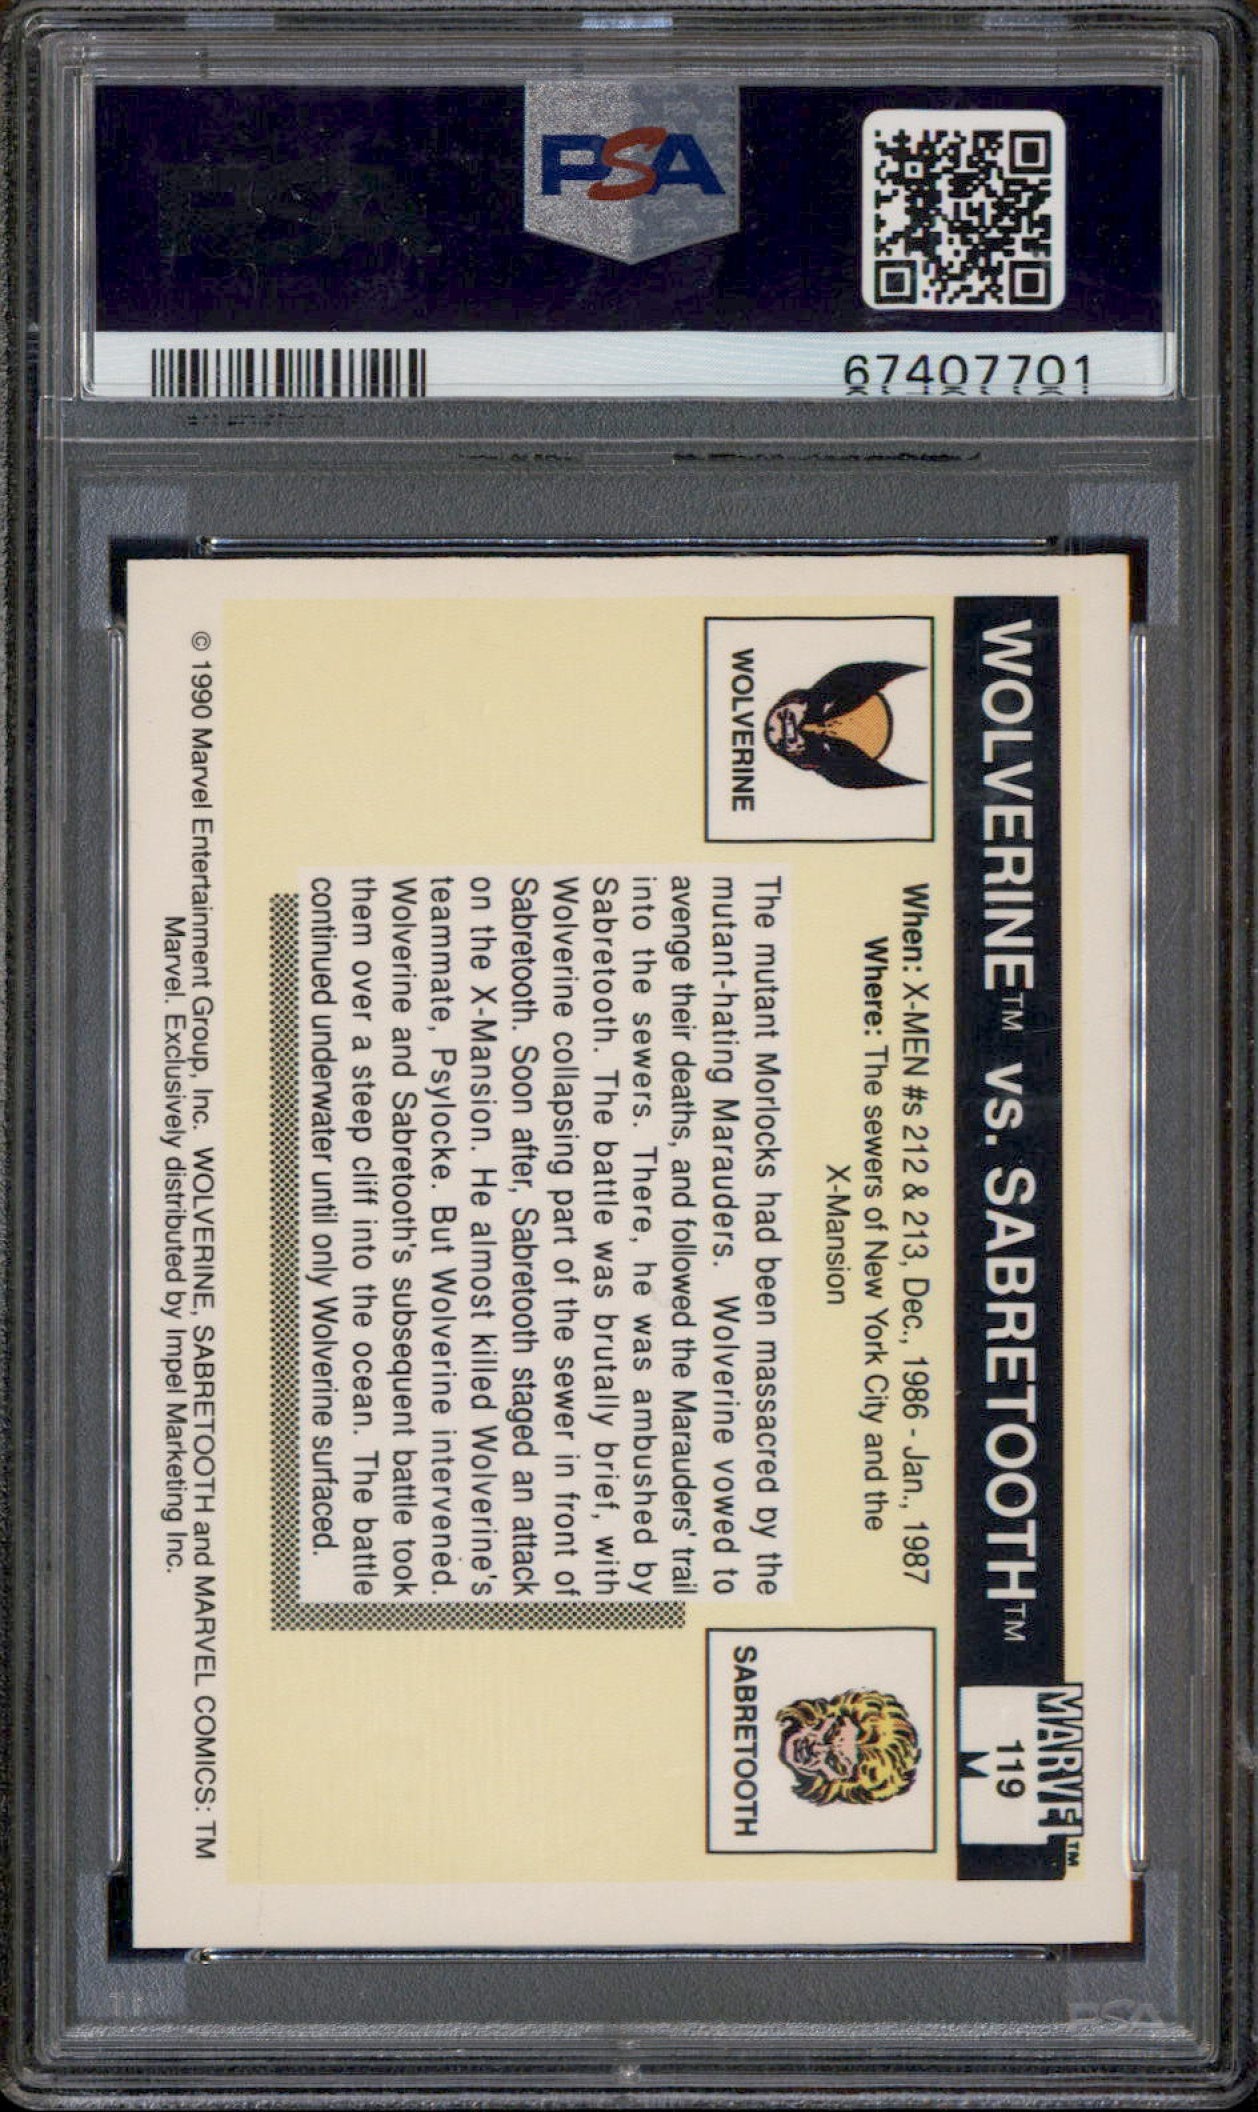 PSA
67407701
WOLVERINE™ VS. SABRETOOTH™
MARVEL™
119
M
WOLVERINE
When: X-MEN #s 212 & 213, Dec., 1986 - Jan., 1987
Where: The sewers of New York City and the
X-Mansion
SABRETOOTH
The mutant Morlocks had been massacred by the
mutant-hating Marauders. Wolverine vowed to
avenge their deaths, and followed the Marauders' trail
into the sewers. There, he was ambushed by
Sabretooth. The battle was brutally brief, with
Wolverine collapsing part of the sewer in front of
Sabretooth. Soon after, Sabretooth staged an attack
on the X-Mansion. He almost killed Wolverine's
teammate, Psylocke. But Wolverine intervened.
Wolverine and Sabretooth's subsequent battle took
them over a steep cliff into the ocean. The battle
continued underwater until only Wolverine surfaced.
© 1990 Marvel Entertainment Group, Inc. WOLVERINE, SABRETOOTH and MARVEL COMICS: TM
Marvel. Exclusively distributed by Impel Marketing Inc.
PSA